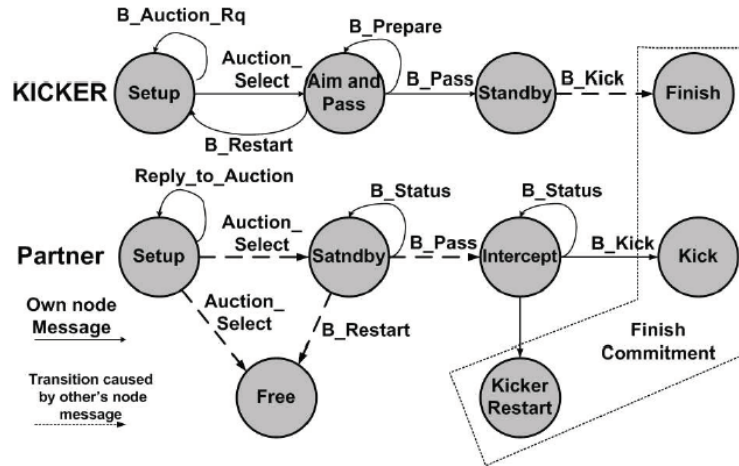 B_Auction_Rq
KICKER
Setup
Auction_
Select
B_Prepare
Aim and
Pass
B_Pass
Standby
B_Kick
Finish
B_Restart
Reply_to_Auction
Partner
Setup
Auction_
Select
B_Status
Satndby
B_Pass
B_Status
Intercept
B_Kick
Kick
Own node
Message
Auction_
Select
B_Restart
Finish
Commitment
Transition caused
by other's node
message
Free
Kicker
Restart